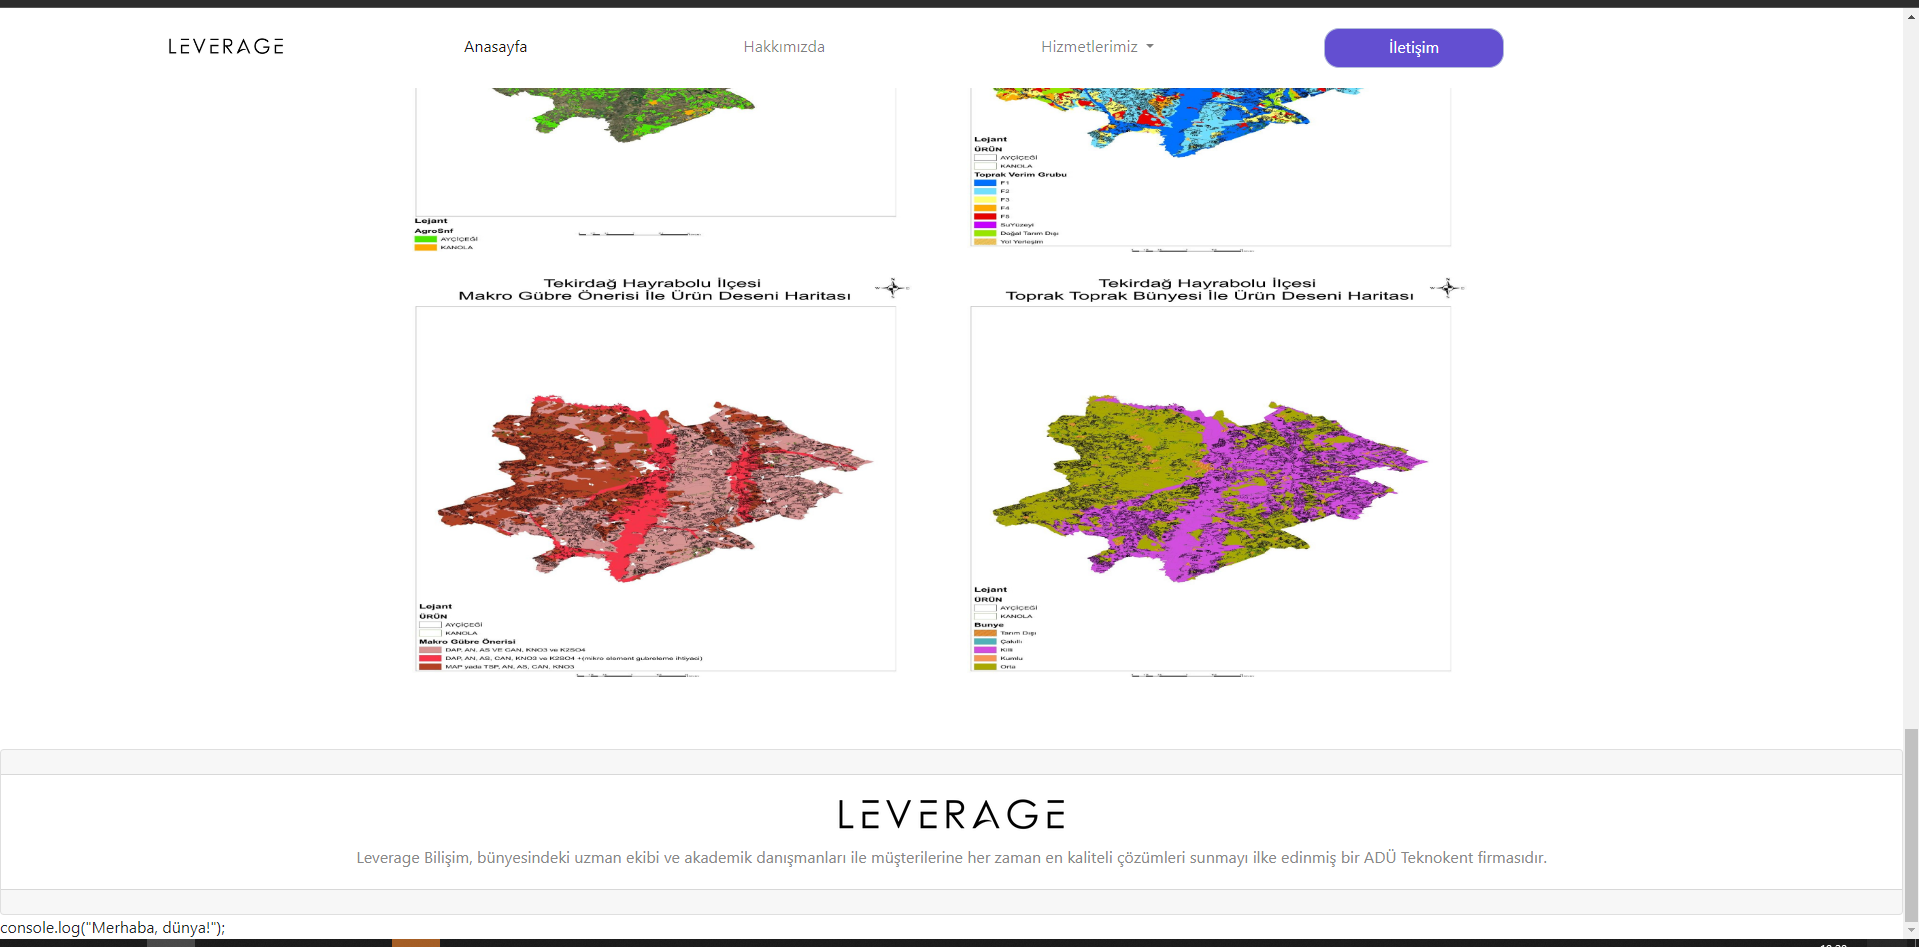 LEVERAGE
Anasayfa
Hakkımızda
Hizmetlerimiz
İletişim
Lejant
AgroSnf
AYÇİÇEĞİ
KANOLA
Lejant
ÜRÜN
AYÇİÇEĞİ
KANOLA
Toprak Verim Grubu
F1
F2
F3
F4
F5
SuYüzeyi
Doğal Tarım Dışı
Yol Yerleşim
Tekirdağ Hayrabolu İlçesi
Makro Gübre Önerisi İle Ürün Deseni Haritası
Lejant
ÜRÜN
AYÇİÇEĞİ
KANOLA
Makro Gübre Önerisi
DAP, AN, AS VE CAN, KNO3 ve K2SO4
DAP, AN, AS, CAN, KNO3 ve K2SO4 +(mikro elemant gubreleme ihtiyaci)
MAP yada TSP, AN, AS, CAN, KNO3
Tekirdağ Hayrabolu İlçesi
Toprak Toprak Bünyesi İle Ürün Deseni Haritası
Lejant
ÜRÜN
AYÇİÇEĞİ
KANOLA
Bunye
Tarım Dışı
Çakıllı
Killi
Kumlu
Orta
LEVERAGE
Leverage Bilişim, bünyesindeki uzman ekibi ve akademik danışmanları ile müşterilerine her zaman en kaliteli çözümleri sunmayı ilke edinmiş bir ADÜ Teknokent firmasıdır.
console.log("Merhaba, dünya!");